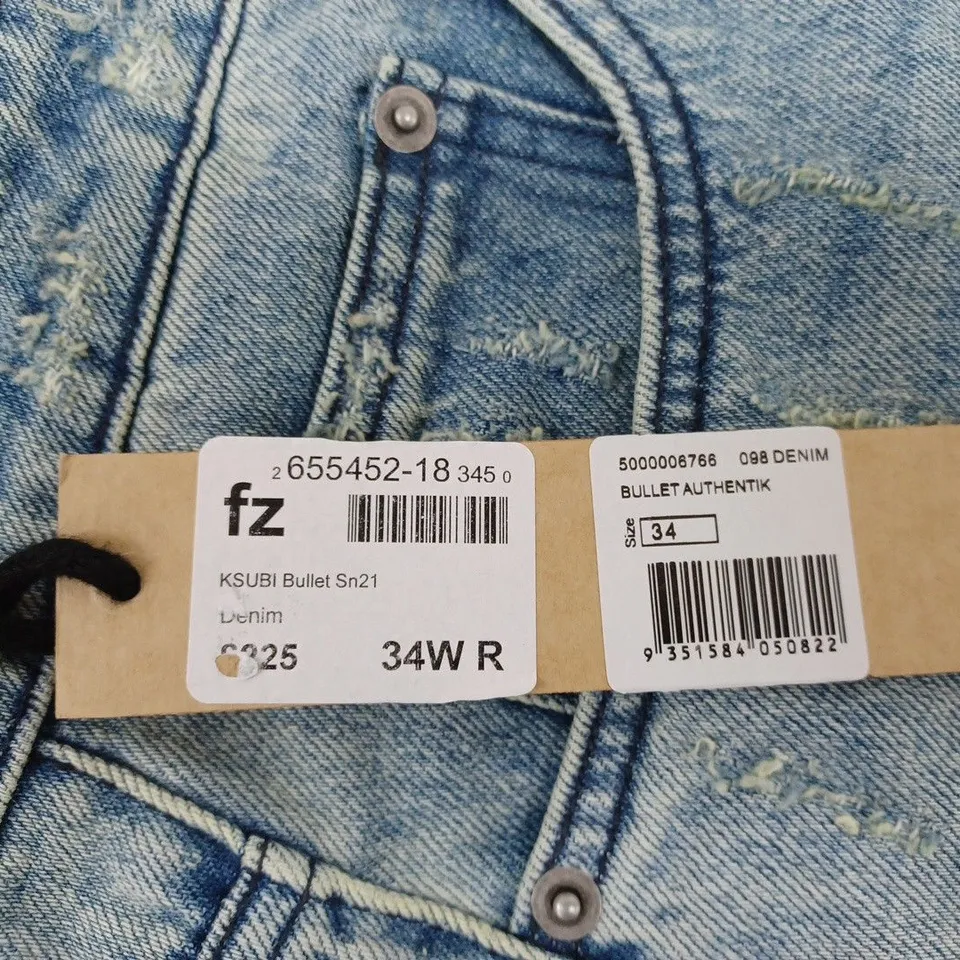 2 655452-18 345 0
fz
KSUBI Bullet Sn21
Denim
34W R
5000006766 098 DENIM
BULLET AUTHENTIK
Size 34
9 351584 050822